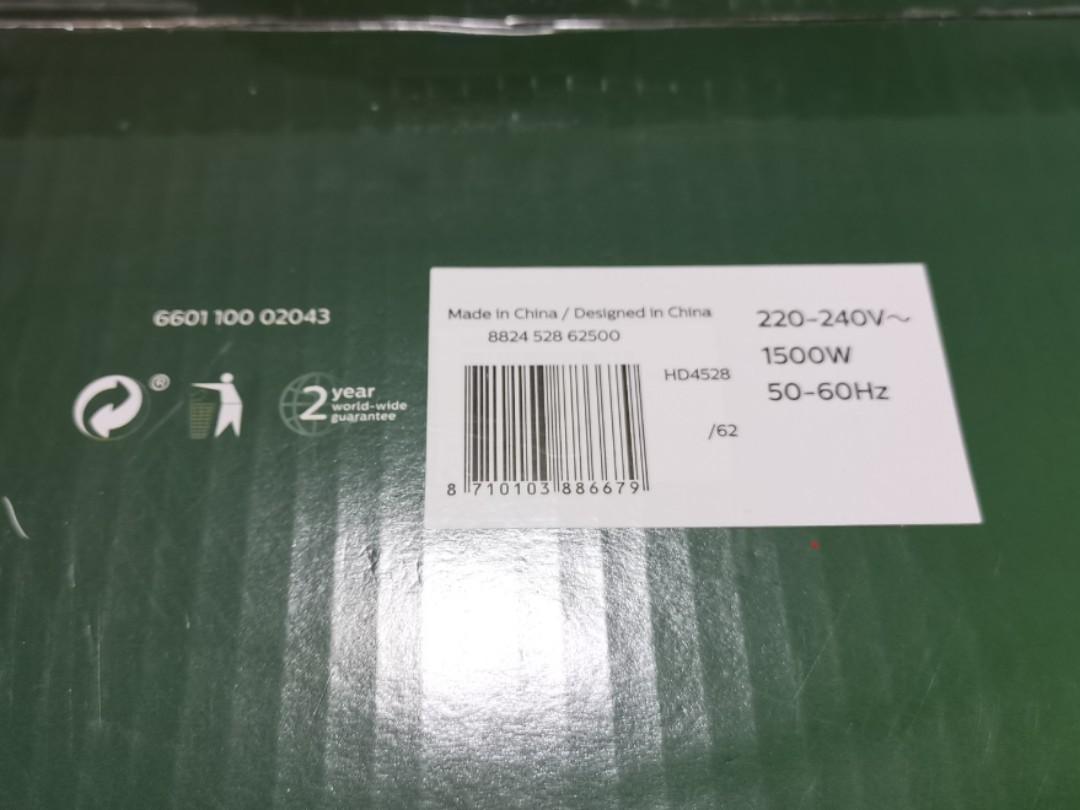 6601 100 02043
®
2 year
world-wide
guarantee
Made in China / Designed in China
8824 528 62500
HD4528
/62
8 710103 886679
220-240V~
1500W
50-60Hz